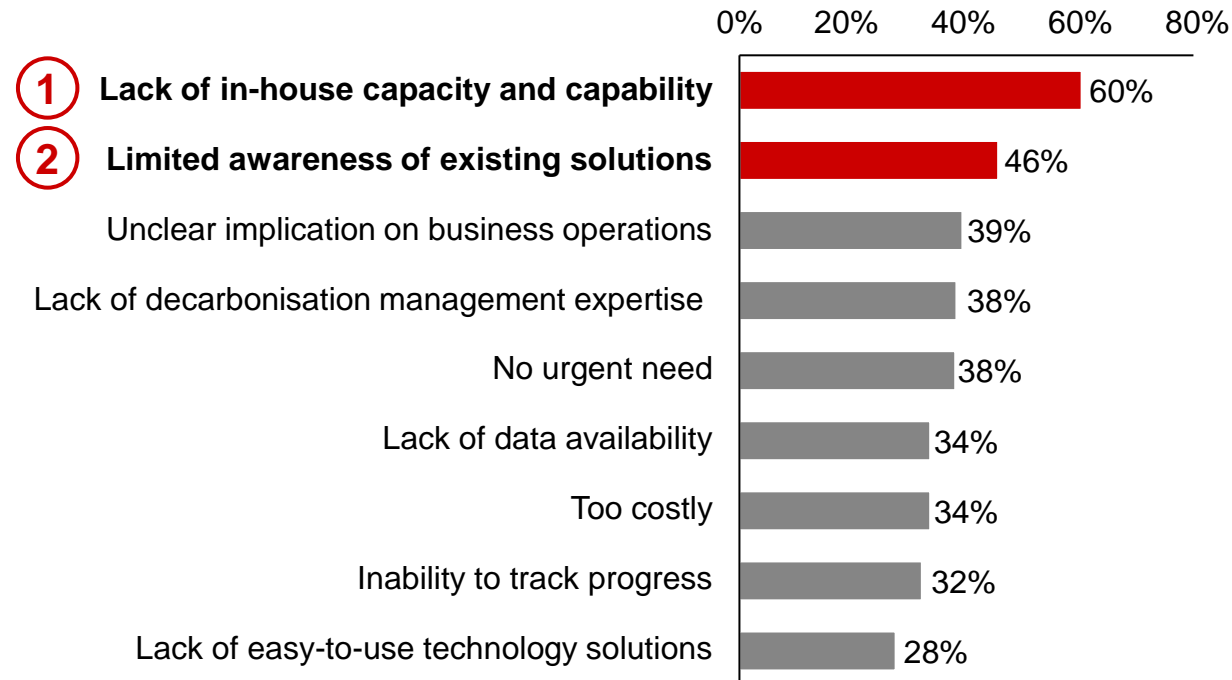 0% 20% 40% 60% 80%
1 Lack of in-house capacity and capability 60%
2 Limited awareness of existing solutions 46%
Unclear implication on business operations 39%
Lack of decarbonisation management expertise 38%
No urgent need 38%
Lack of data availability 34%
Too costly 34%
Inability to track progress 32%
Lack of easy-to-use technology solutions 28%